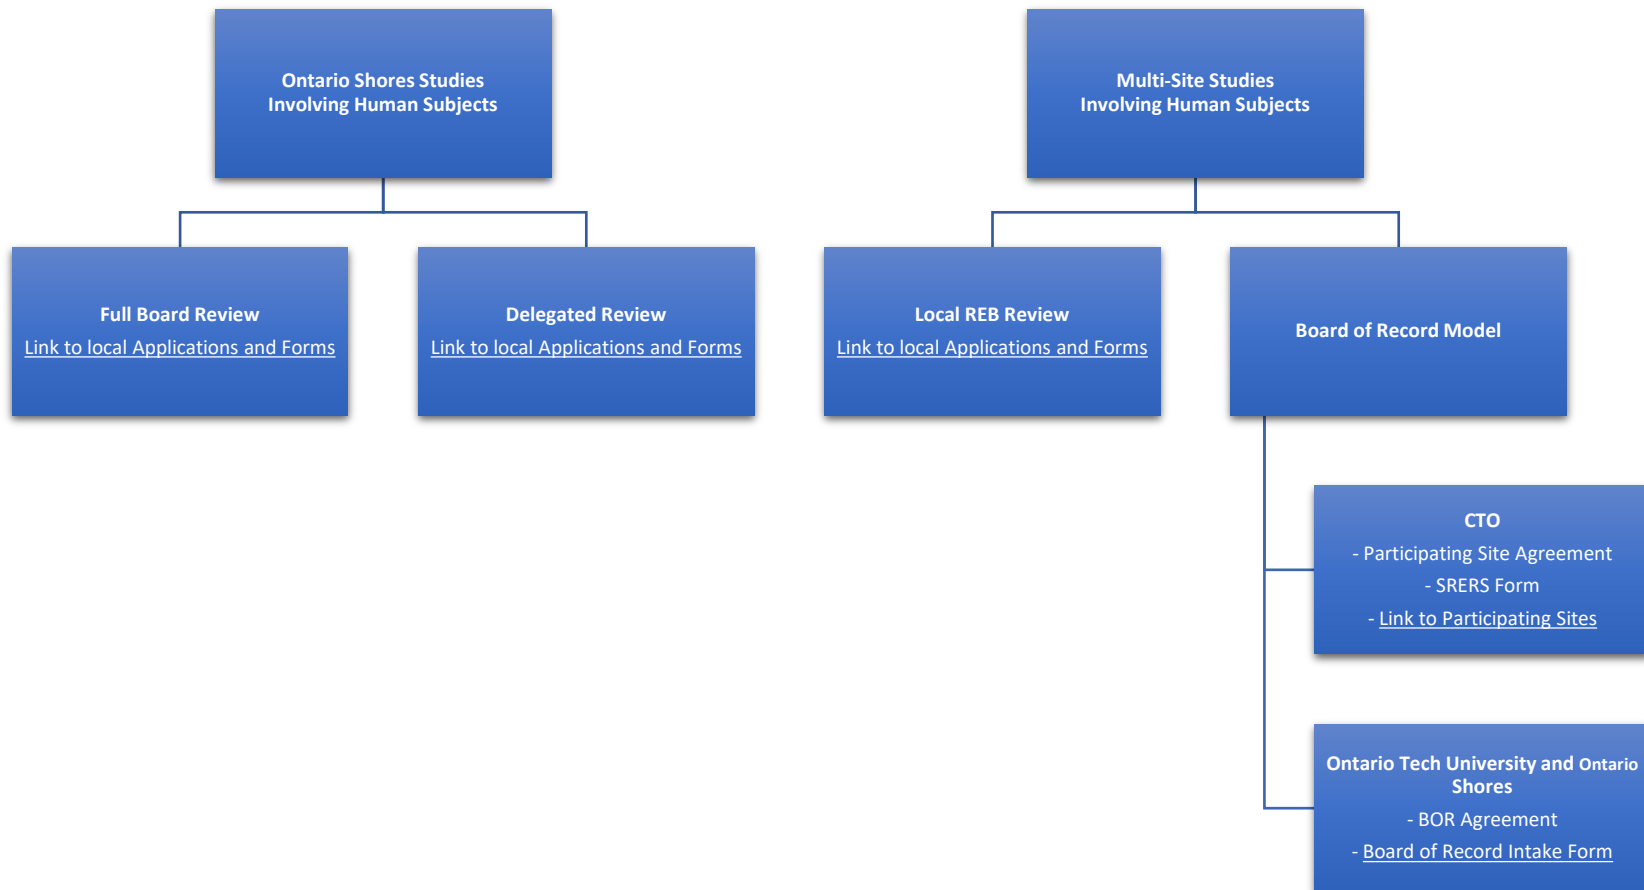 Ontario Shores Studies
Involving Human Subjects
Multi-Site Studies
Involving Human Subjects
Full Board Review
Link to local Applications and Forms
Delegated Review
Link to local Applications and Forms
Local REB Review
Link to local Applications and Forms
Board of Record Model
CTO
- Participating Site Agreement
- SRERS Form
- Link to Participating Sites
Ontario Tech University and Ontario
Shores
- BOR Agreement
- Board of Record Intake Form